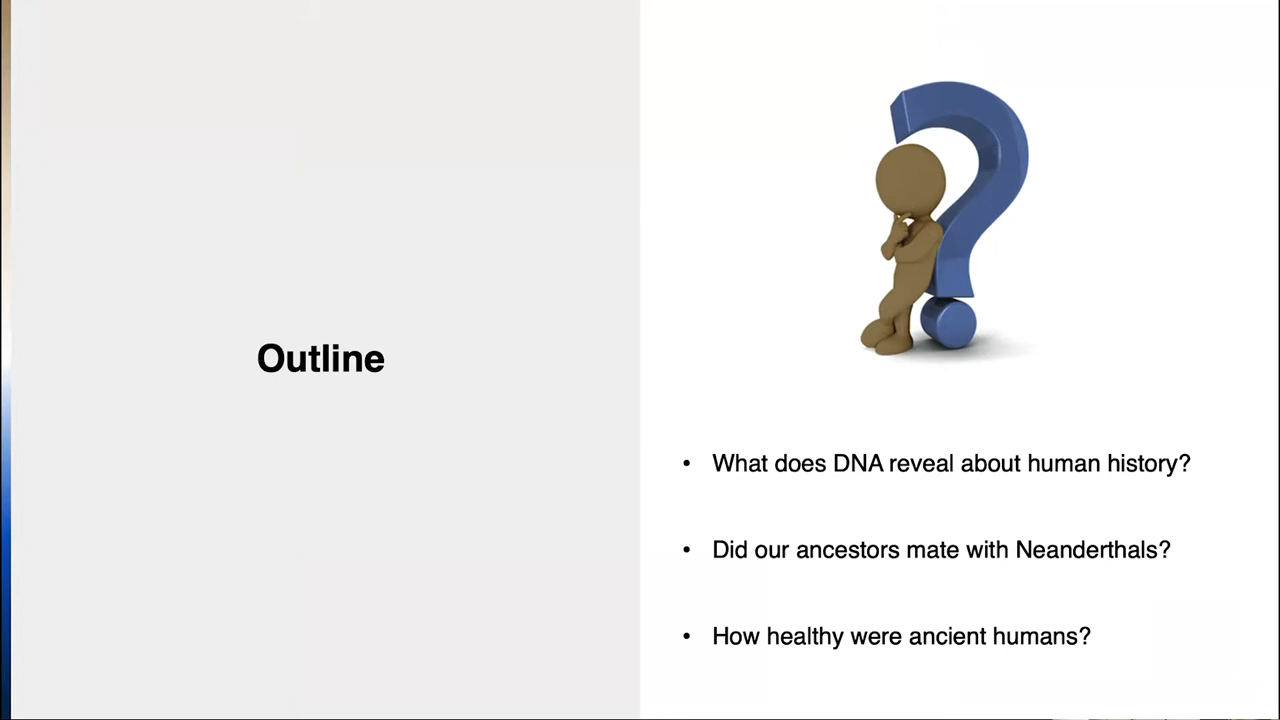 Outline
• What does DNA reveal about human history?
• Did our ancestors mate with Neanderthals?
• How healthy were ancient humans?